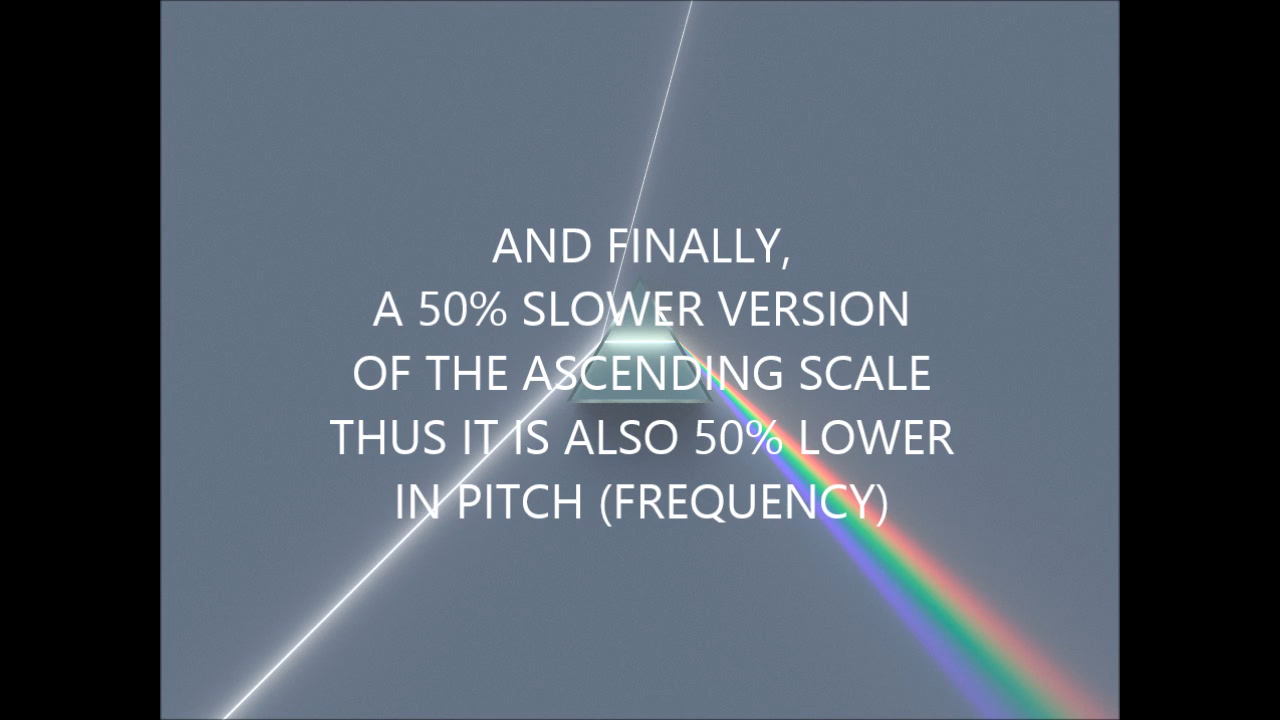 AND FINALLY,
A 50% SLOWER VERSION
OF THE ASCENDING SCALE
THUS IT IS ALSO 50% LOWER
IN PITCH (FREQUENCY)